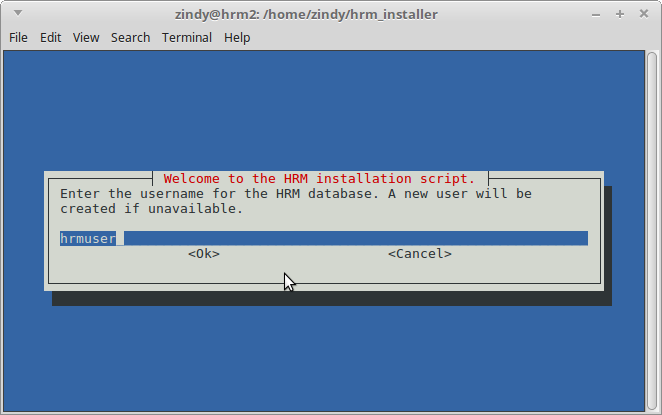 zindy@hrm2: /home/zindy/hrm_installer
File Edit View Search Terminal Help
Welcome to the HRM installation script.
Enter the username for the HRM database. A new user will be
created if unavailable.
hrmuser
<Ok> <Cancel>